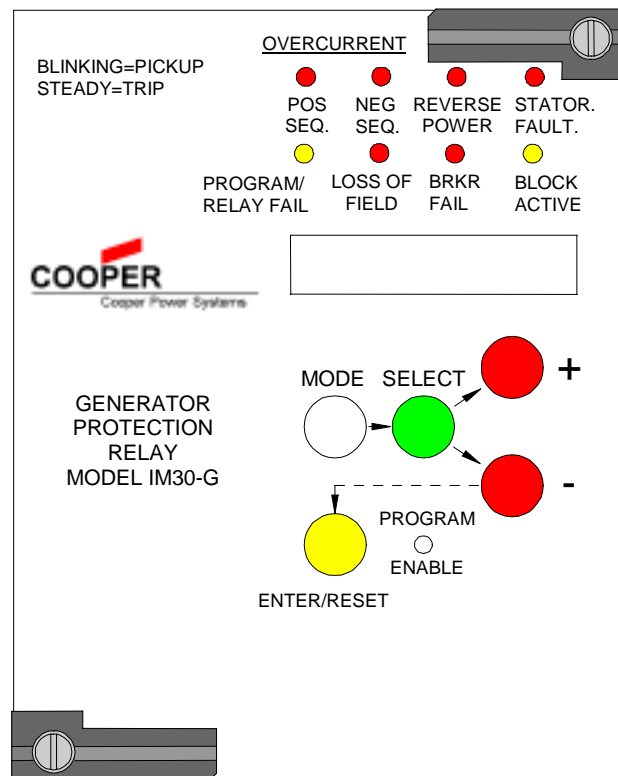 OVERCURRENT
BLINKING=PICKUP
STEADY=TRIP
POS
SEQ.
NEG
SEQ.
REVERSE
POWER
STATOR.
FAULT.
PROGRAM/
RELAY FAIL
LOSS OF
FIELD
BRKR
FAIL
BLOCK
ACTIVE
COOPER
Cooper Power Systems
MODE
SELECT
+
GENERATOR
PROTECTION
RELAY
MODEL IM30-G
-
PROGRAM
ENABLE
ENTER/RESET